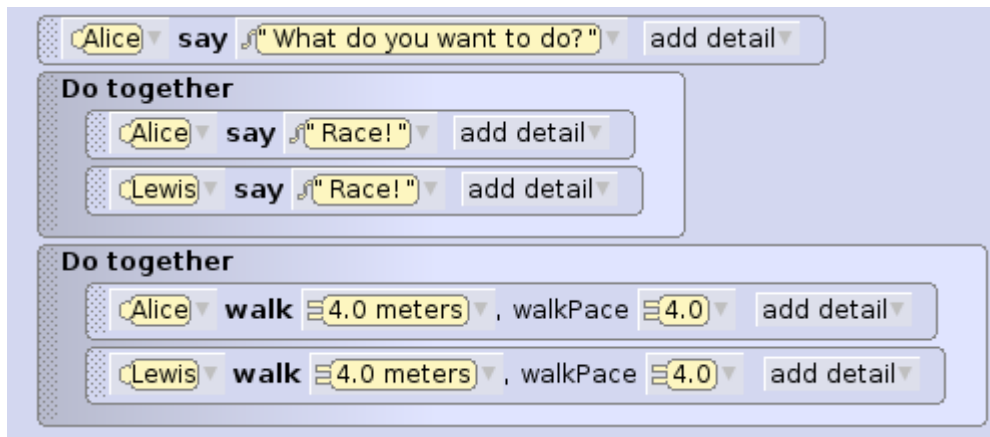 Alice say "What do you want to do?" add detail
Do together
Alice say "Race!" add detail
Lewis say "Race!" add detail
Do together
Alice walk 4.0 meters , walkPace 4.0 add detail
Lewis walk 4.0 meters , walkPace 4.0 add detail